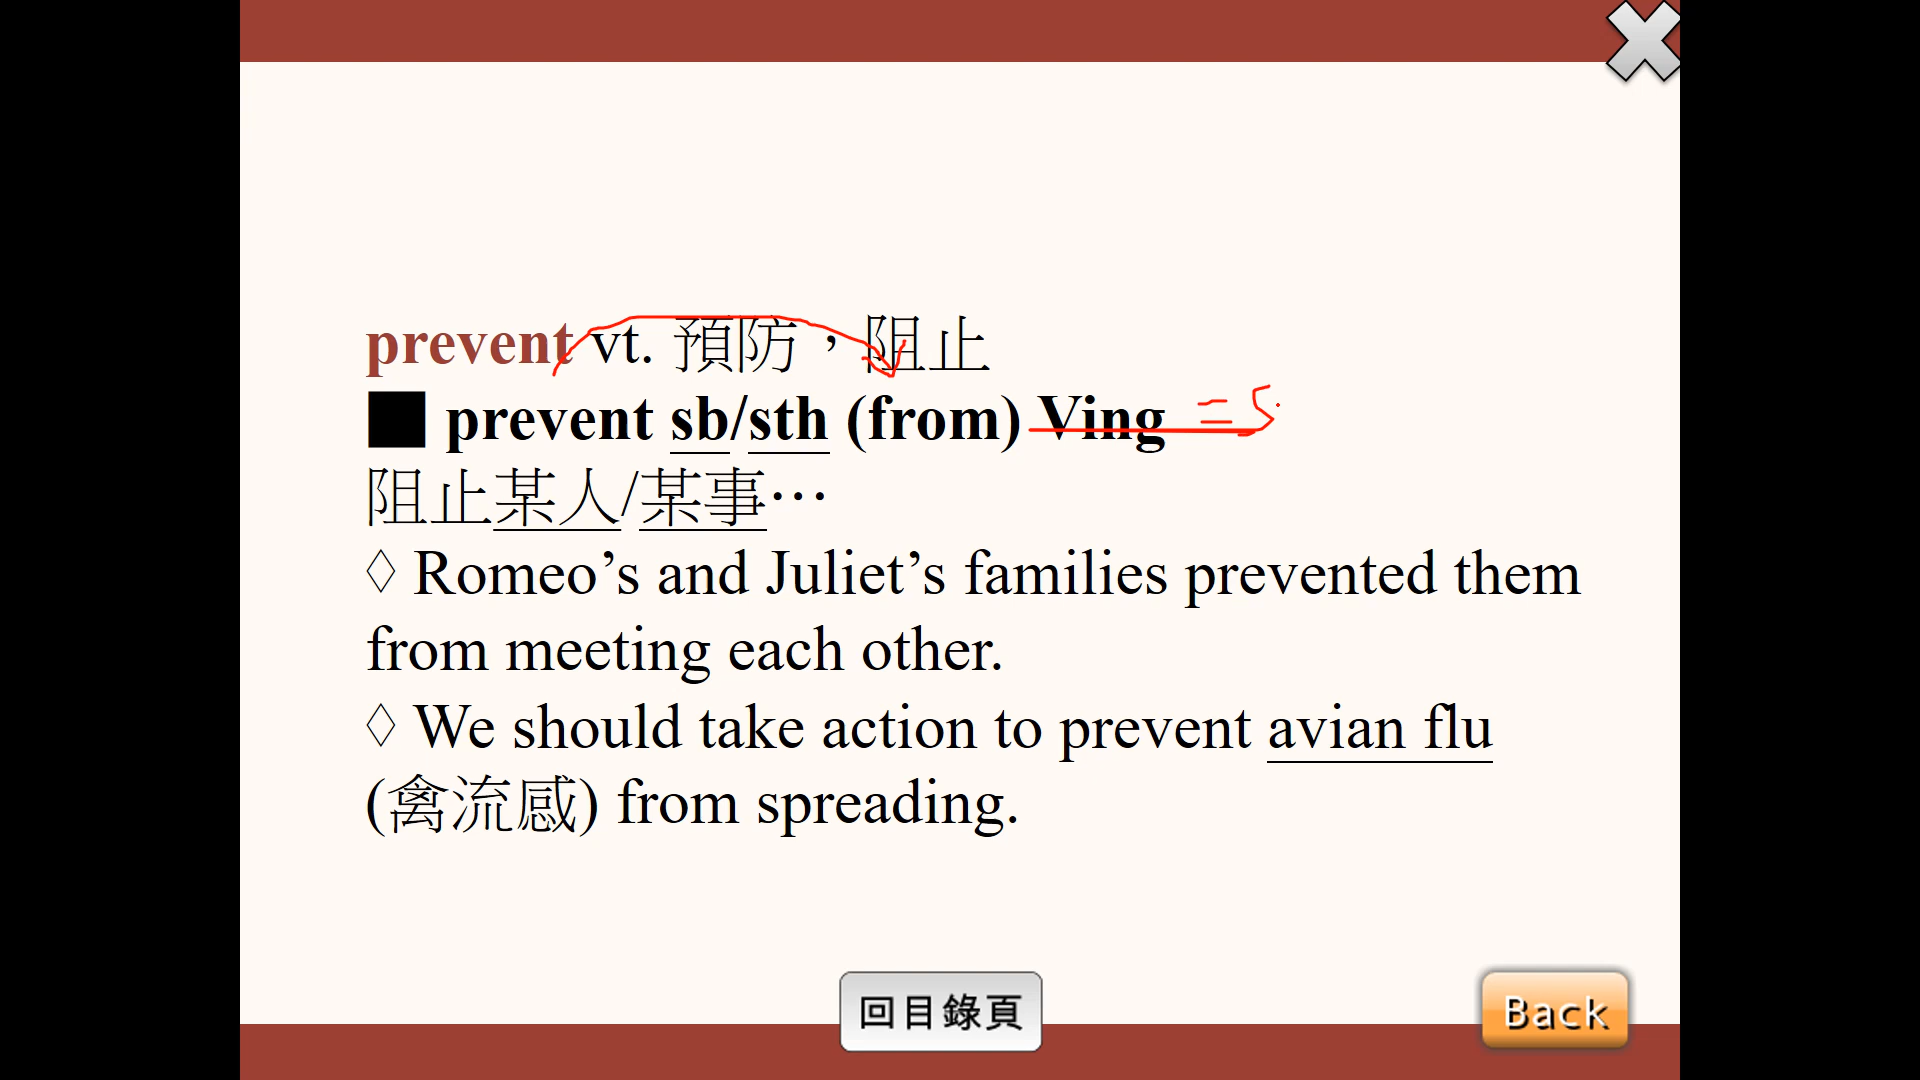 prevent vt. 預防，阻止
■ prevent sb/sth (from) Ving =
阻止某人/某事…
◊ Romeo’s and Juliet’s families prevented them
from meeting each other.
◊ We should take action to prevent avian flu
(禽流感) from spreading.
回目錄頁
Back